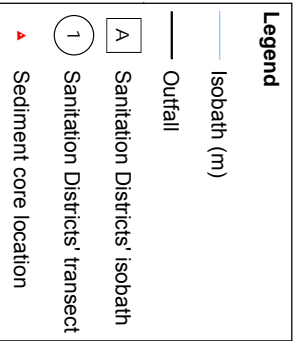 Legend
Isobath (m)
Outfall
A Sanitation Districts' isobath
1 Sanitation Districts' transect
Sediment core location